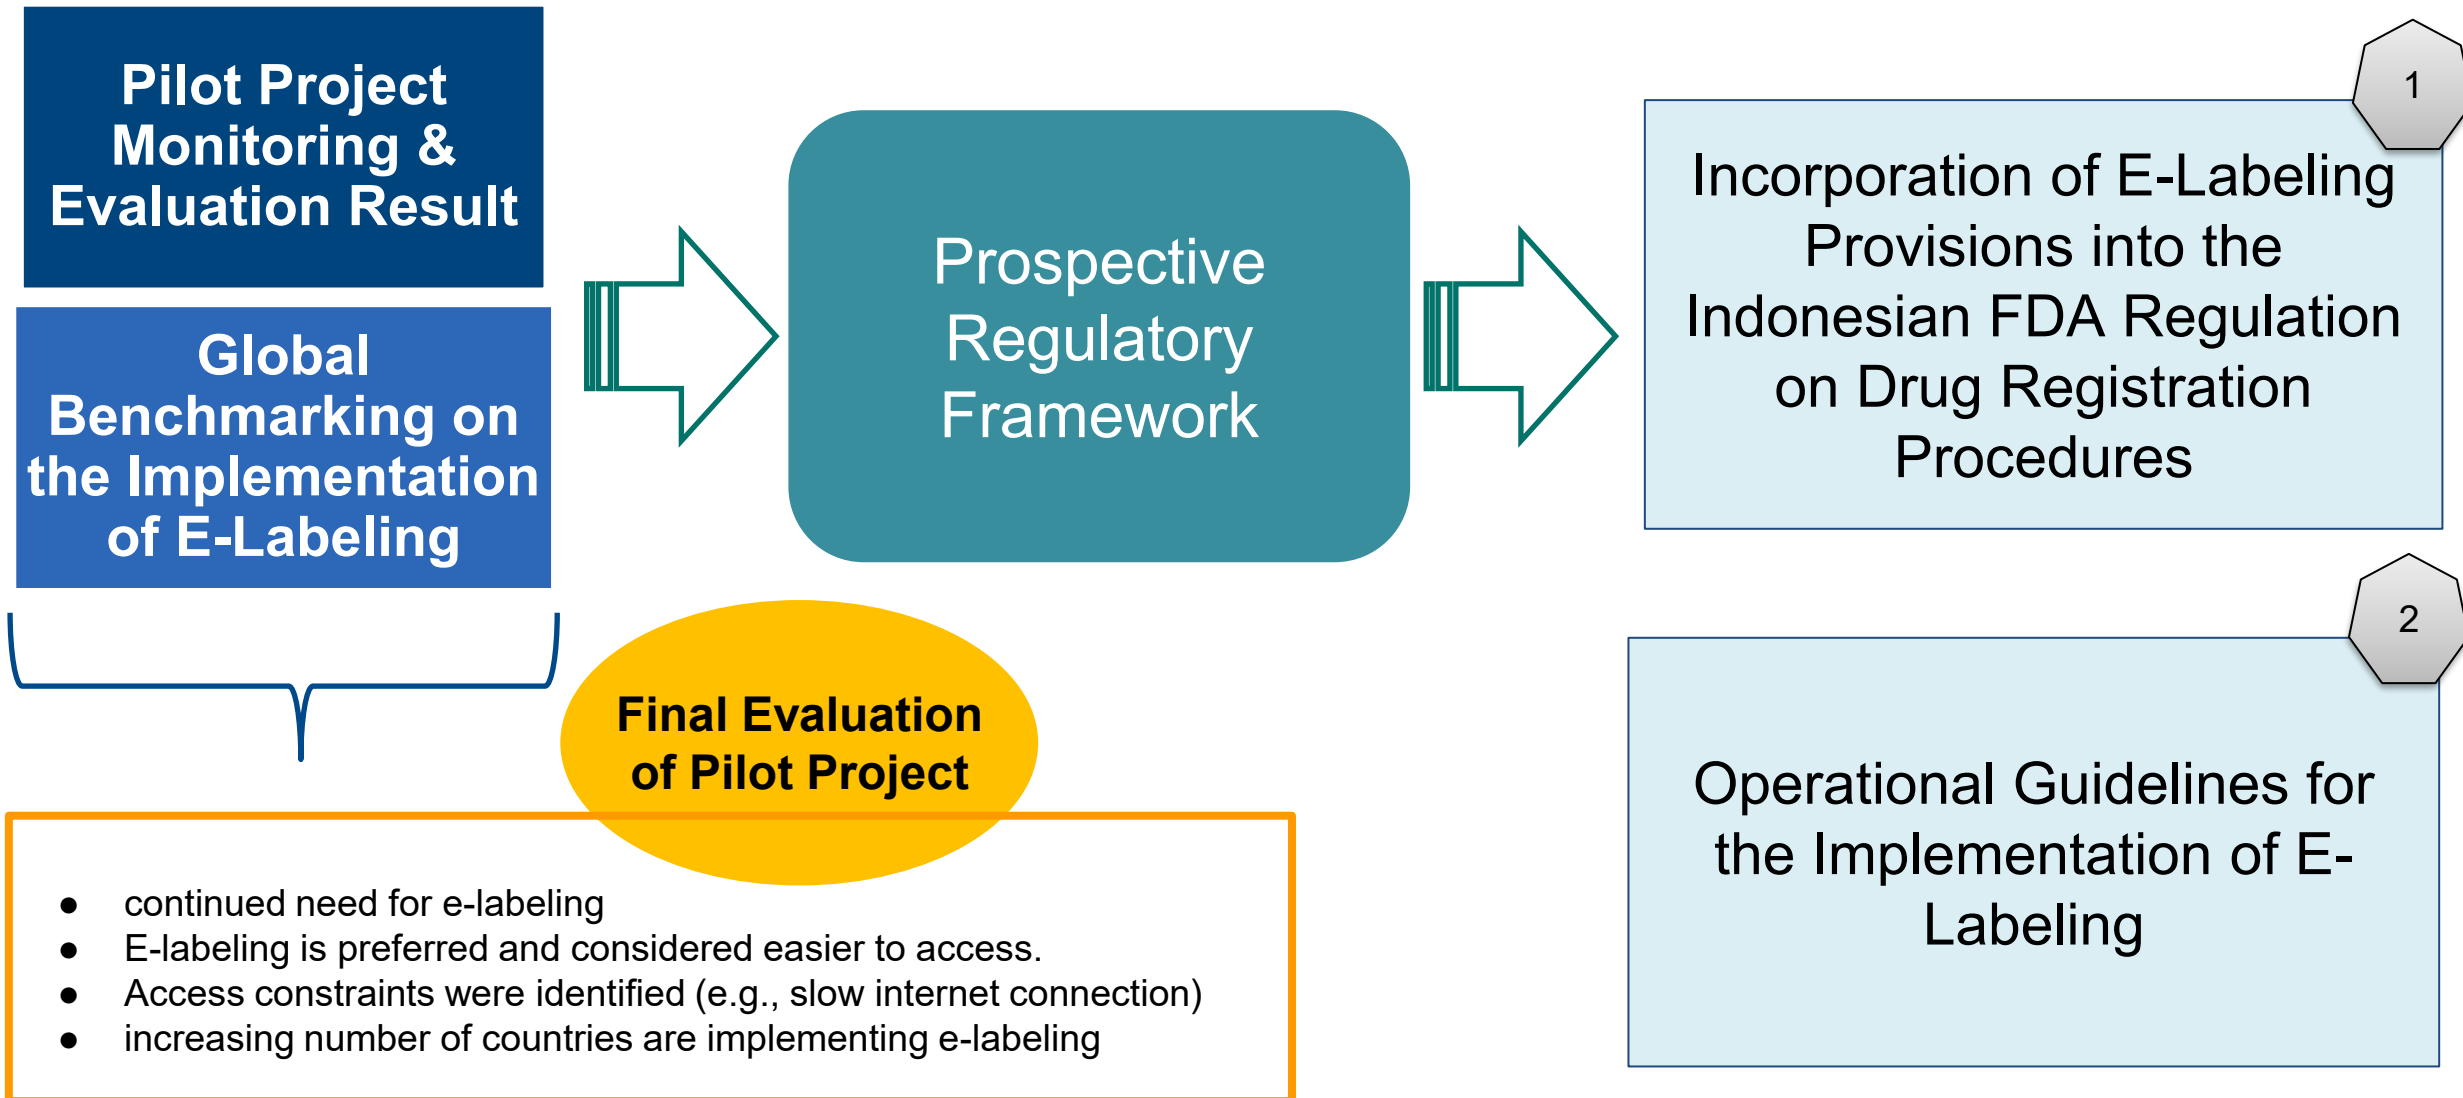 Pilot Project
Monitoring &
Evaluation Result
Global
Benchmarking on
the Implementation
of E-Labeling
Prospective
Regulatory
Framework
1
Incorporation of E-Labeling
Provisions into the
Indonesian FDA Regulation
on Drug Registration
Procedures
2
Operational Guidelines for
the Implementation of E-
Labeling
Final Evaluation
of Pilot Project
● continued need for e-labeling
● E-labeling is preferred and considered easier to access.
● Access constraints were identified (e.g., slow internet connection)
● increasing number of countries are implementing e-labeling